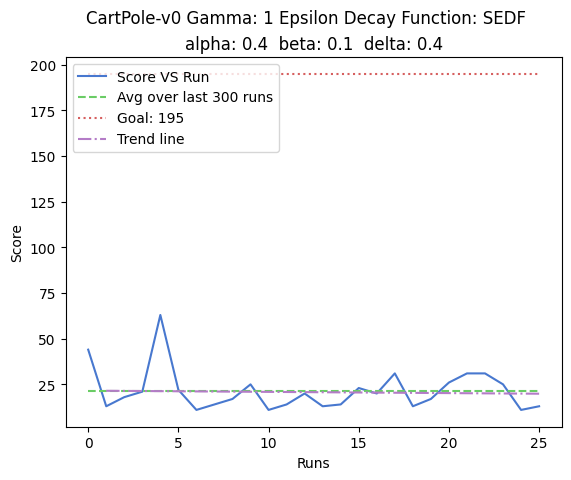 CartPole-v0 Gamma: 1 Epsilon Decay Function: SEDF
alpha: 0.4  beta: 0.1  delta: 0.4
200
175
150
125
100
75
50
25
Score
Score VS Run
Avg over last 300 runs
Goal: 195
Trend line
0
5
10
15
20
25
Runs